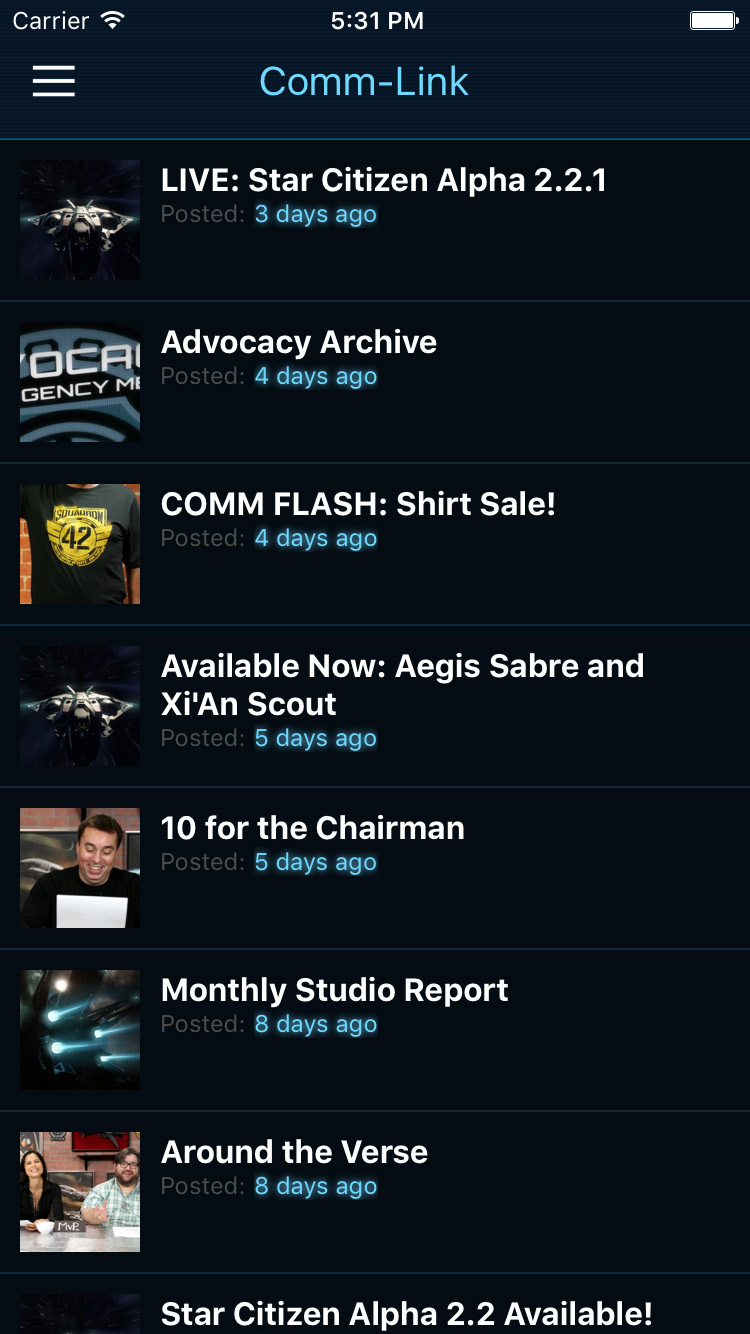 Carrier 5:31 PM
Comm-Link
LIVE: Star Citizen Alpha 2.2.1
Posted: 3 days ago
Advocacy Archive
Posted: 4 days ago
VOCA
GENCY ME
COMM FLASH: Shirt Sale!
Posted: 4 days ago
SQUADRON
42
Available Now: Aegis Sabre and
Xi'An Scout
Posted: 5 days ago
10 for the Chairman
Posted: 5 days ago
Monthly Studio Report
Posted: 8 days ago
Around the Verse
Posted: 8 days ago
MVP
Star Citizen Alpha 2.2 Available!